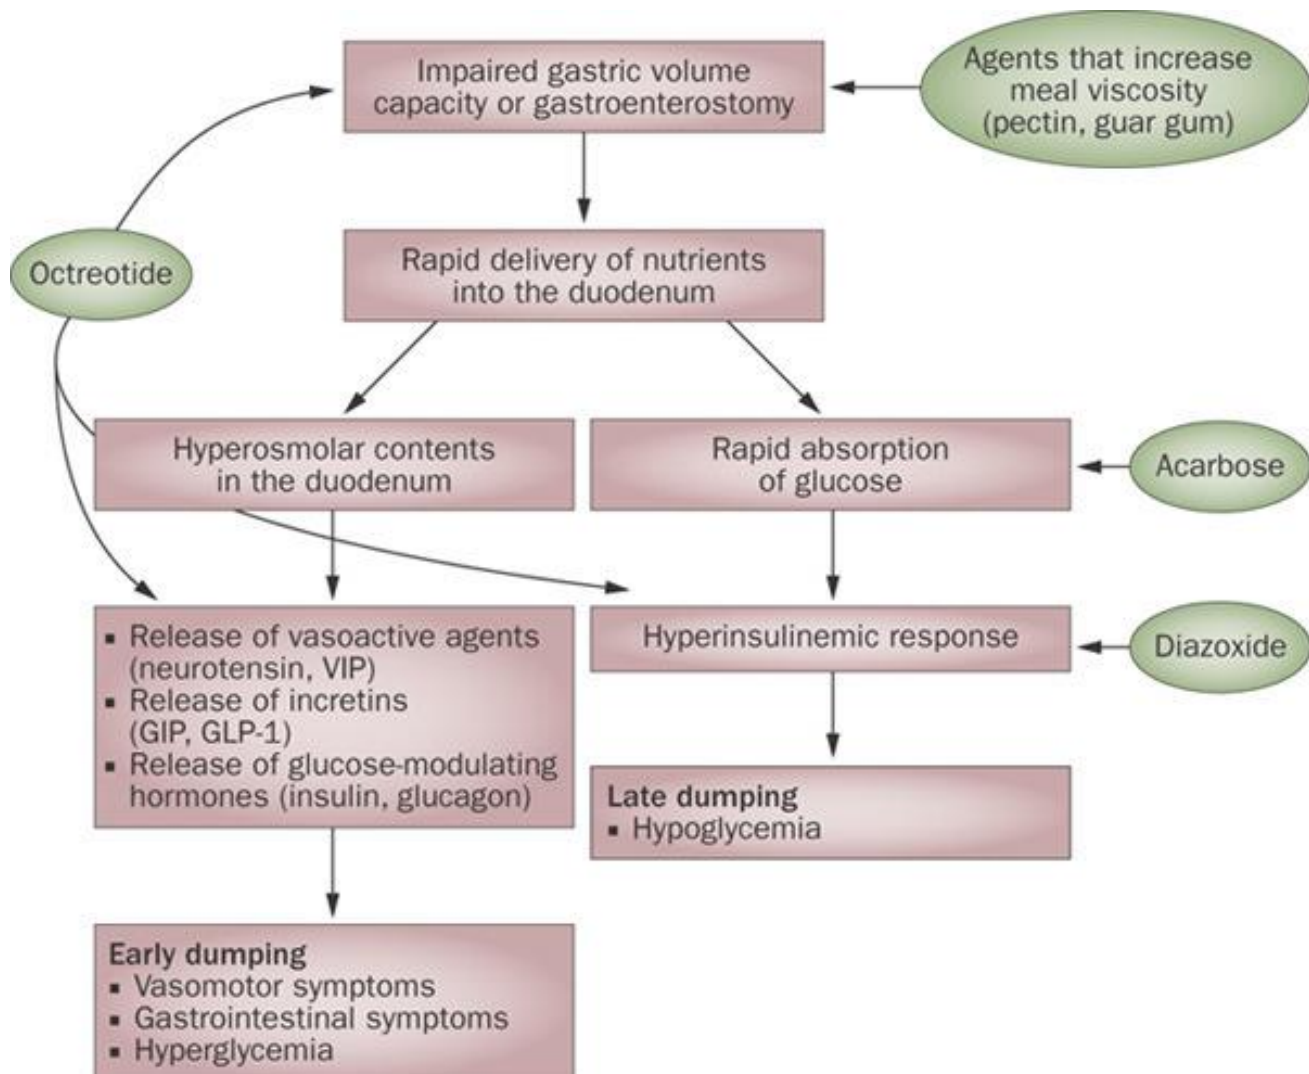 Impaired gastric volume
capacity or gastroenterostomy
Agents that increase
meal viscosity
(pectin, guar gum)
Octreotide
Rapid delivery of nutrients
into the duodenum
Hyperosmolar contents
in the duodenum
Rapid absorption
of glucose
Acarbose
▪ Release of vasoactive agents
(neurotensin, VIP)
▪ Release of incretins
(GIP, GLP-1)
▪ Release of glucose-modulating
hormones (insulin, glucagon)
Hyperinsulinemic response
Diazoxide
Late dumping
▪ Hypoglycemia
Early dumping
▪ Vasomotor symptoms
▪ Gastrointestinal symptoms
▪ Hyperglycemia